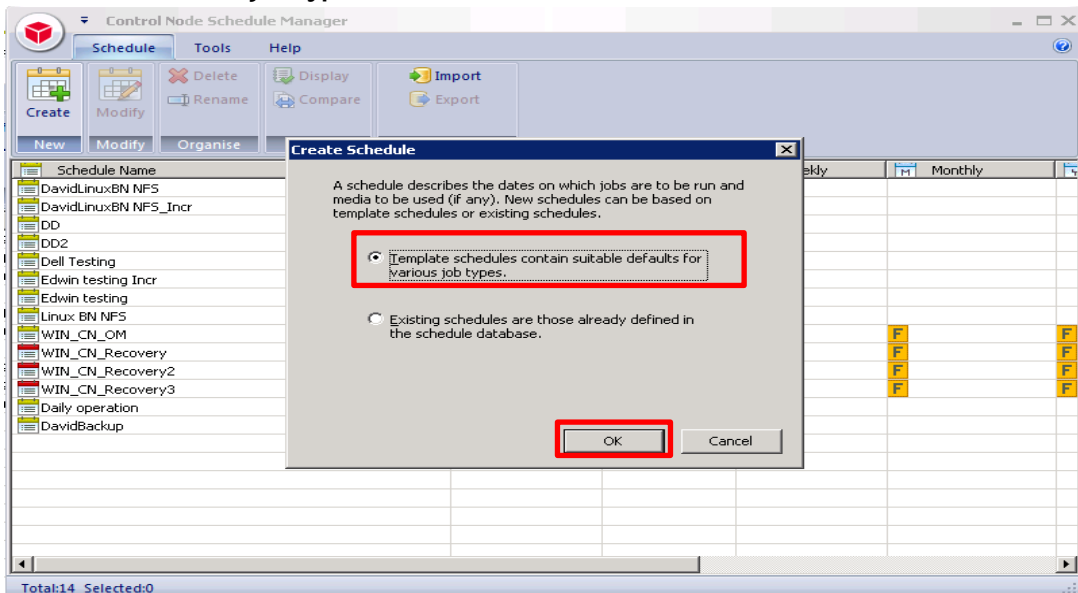 Control Node Schedule Manager
Schedule Tools Help
Create Modify Delete Rename Display Compare Import Export
New Modify Organise
Schedule Name ekly Monthly
DavidLinuxBN NFS
DavidLinuxBN NFS_Incr
DD
DD2
Dell Testing
Edwin testing Incr
Edwin testing
Linux BN NFS
WIN_CN_OM F F
WIN_CN_Recovery F F
WIN_CN_Recovery2 F F
WIN_CN_Recovery3 F F
Daily operation
DavidBackup
Create Schedule
A schedule describes the dates on which jobs are to be run and
media to be used (if any). New schedules can be based on
template schedules or existing schedules.
Template schedules contain suitable defaults for
various job types.
Existing schedules are those already defined in
the schedule database.
OK Cancel
Total:14 Selected:0